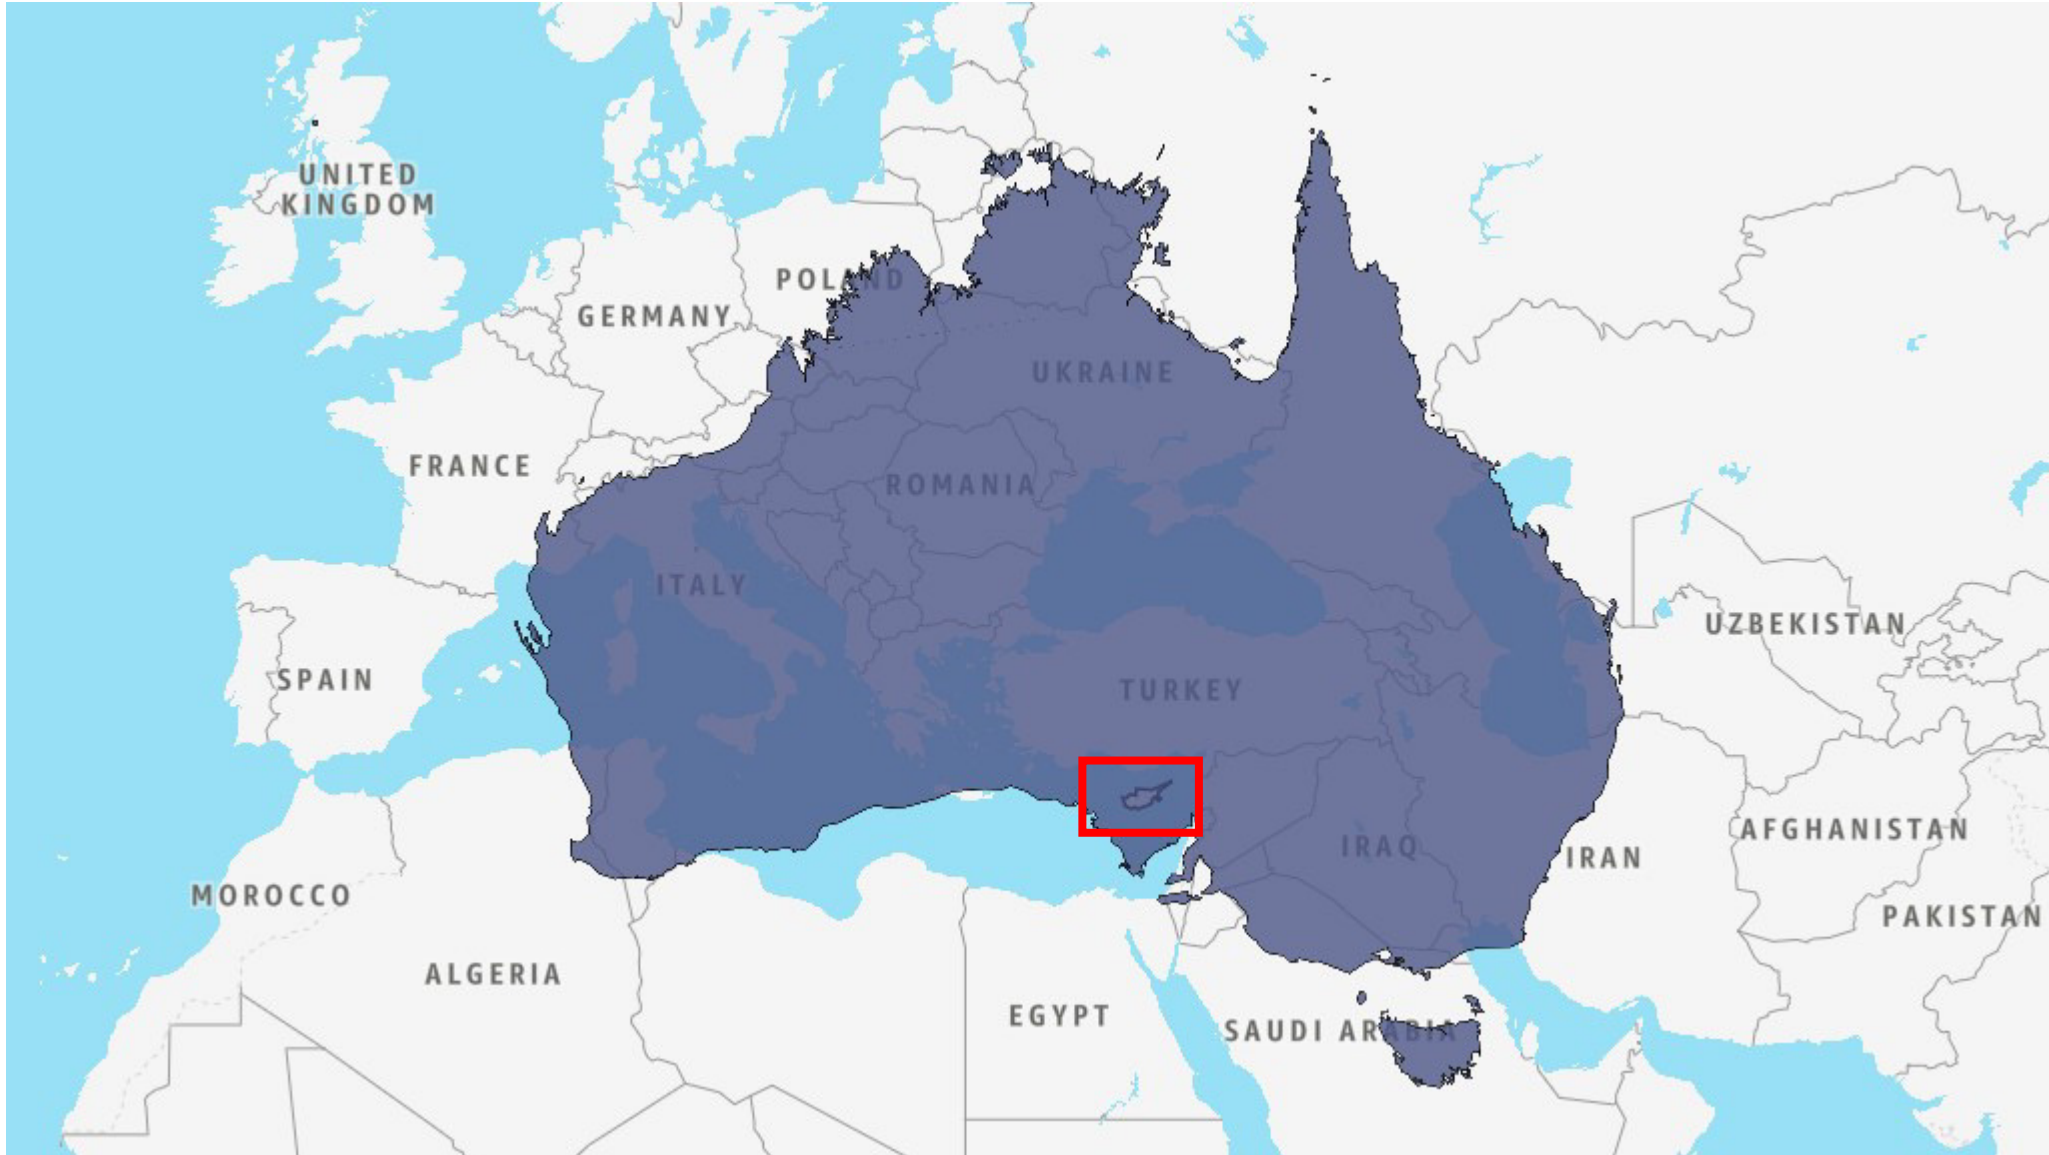 UNITED
KINGDOM
POLAND
GERMANY
UKRAINE
FRANCE
ROMANIA
ITALY
UZBEKISTAN
SPAIN
TURKEY
AFGHANISTAN
IRAQ
IRAN
MOROCCO
PAKISTAN
ALGERIA
EGYPT
SAUDI ARABIA